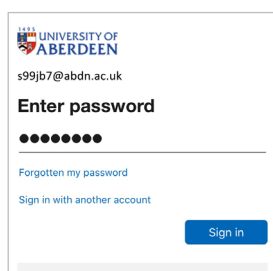 1495
UNIVERSITY OF
ABERDEEN
s99jb7@abdn.ac.uk
Enter password
●●●●●●●●
Forgotten my password
Sign in with another account
Sign in